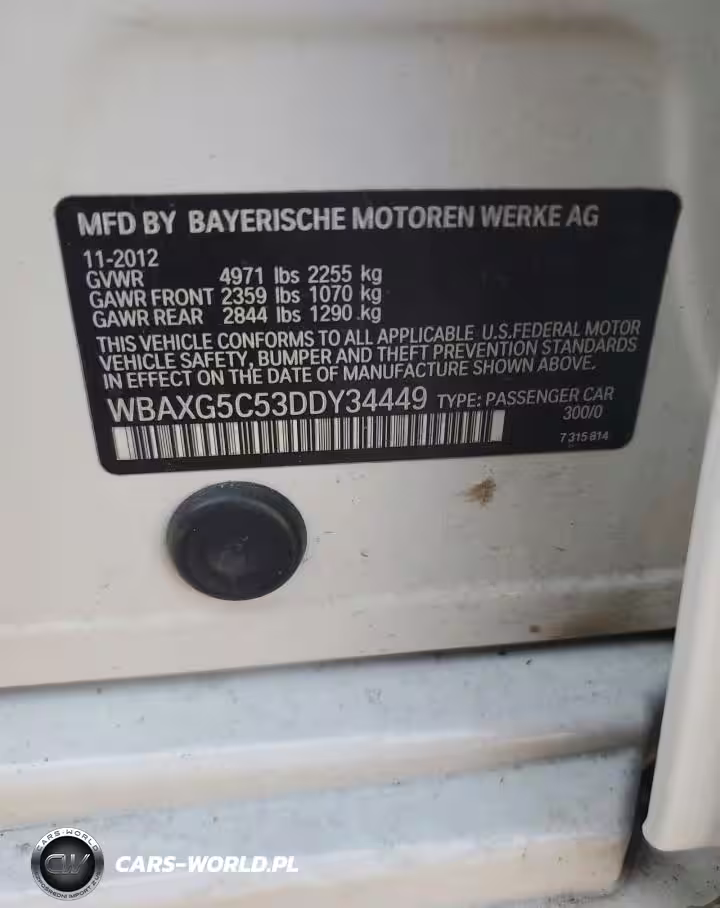 MFD BY BAYERISCHE MOTOREN WERKE AG
11-2012
GVWR 4971 lbs 2255 kg
GAWR FRONT 2359 lbs 1070 kg
GAWR REAR 2844 lbs 1290 kg
THIS VEHICLE CONFORMS TO ALL APPLICABLE U.S.FEDERAL MOTOR
VEHICLE SAFETY, BUMPER AND THEFT PREVENTION STANDARDS
IN EFFECT ON THE DATE OF MANUFACTURE SHOWN ABOVE.
WBAXG5C53DDY34449 TYPE: PASSENGER CAR
300/0
7 315 814
CARS-WORLD
CW
CARS-WORLD.PL